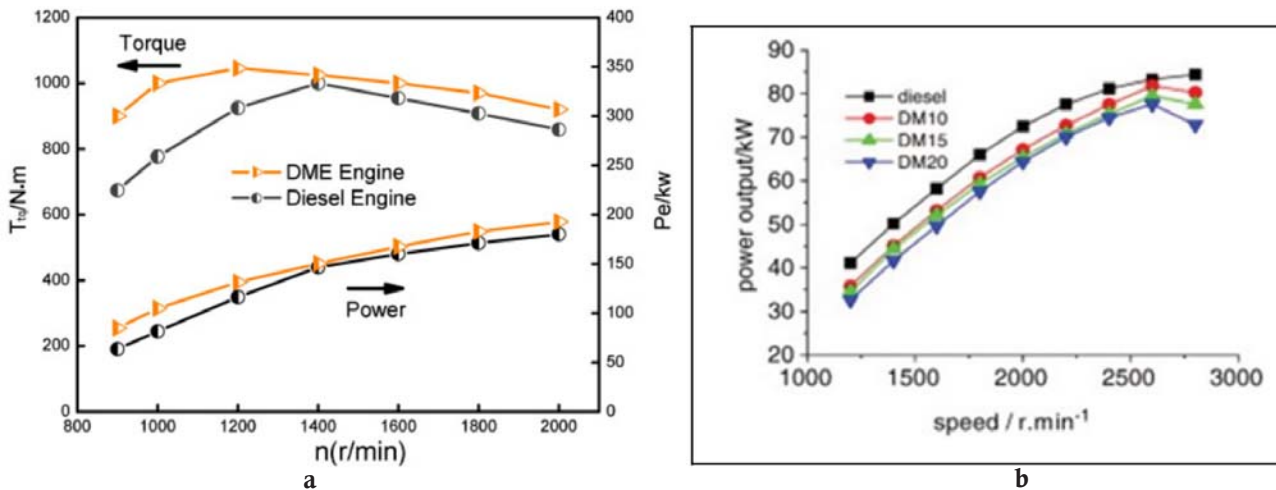 1200
1000
800
600
400
200
0
T_tq/N.m
Torque
DME Engine
Diesel Engine
Power
400
350
300
250
200
150
100
50
0
Pe/kw
800 1000 1200 1400 1600 1800 2000
n(r/min)
a
90
80
70
60
50
40
30
20
power output/kW
diesel
DM10
DM15
DM20
1000 1500 2000 2500 3000
speed / r.min⁻¹
b